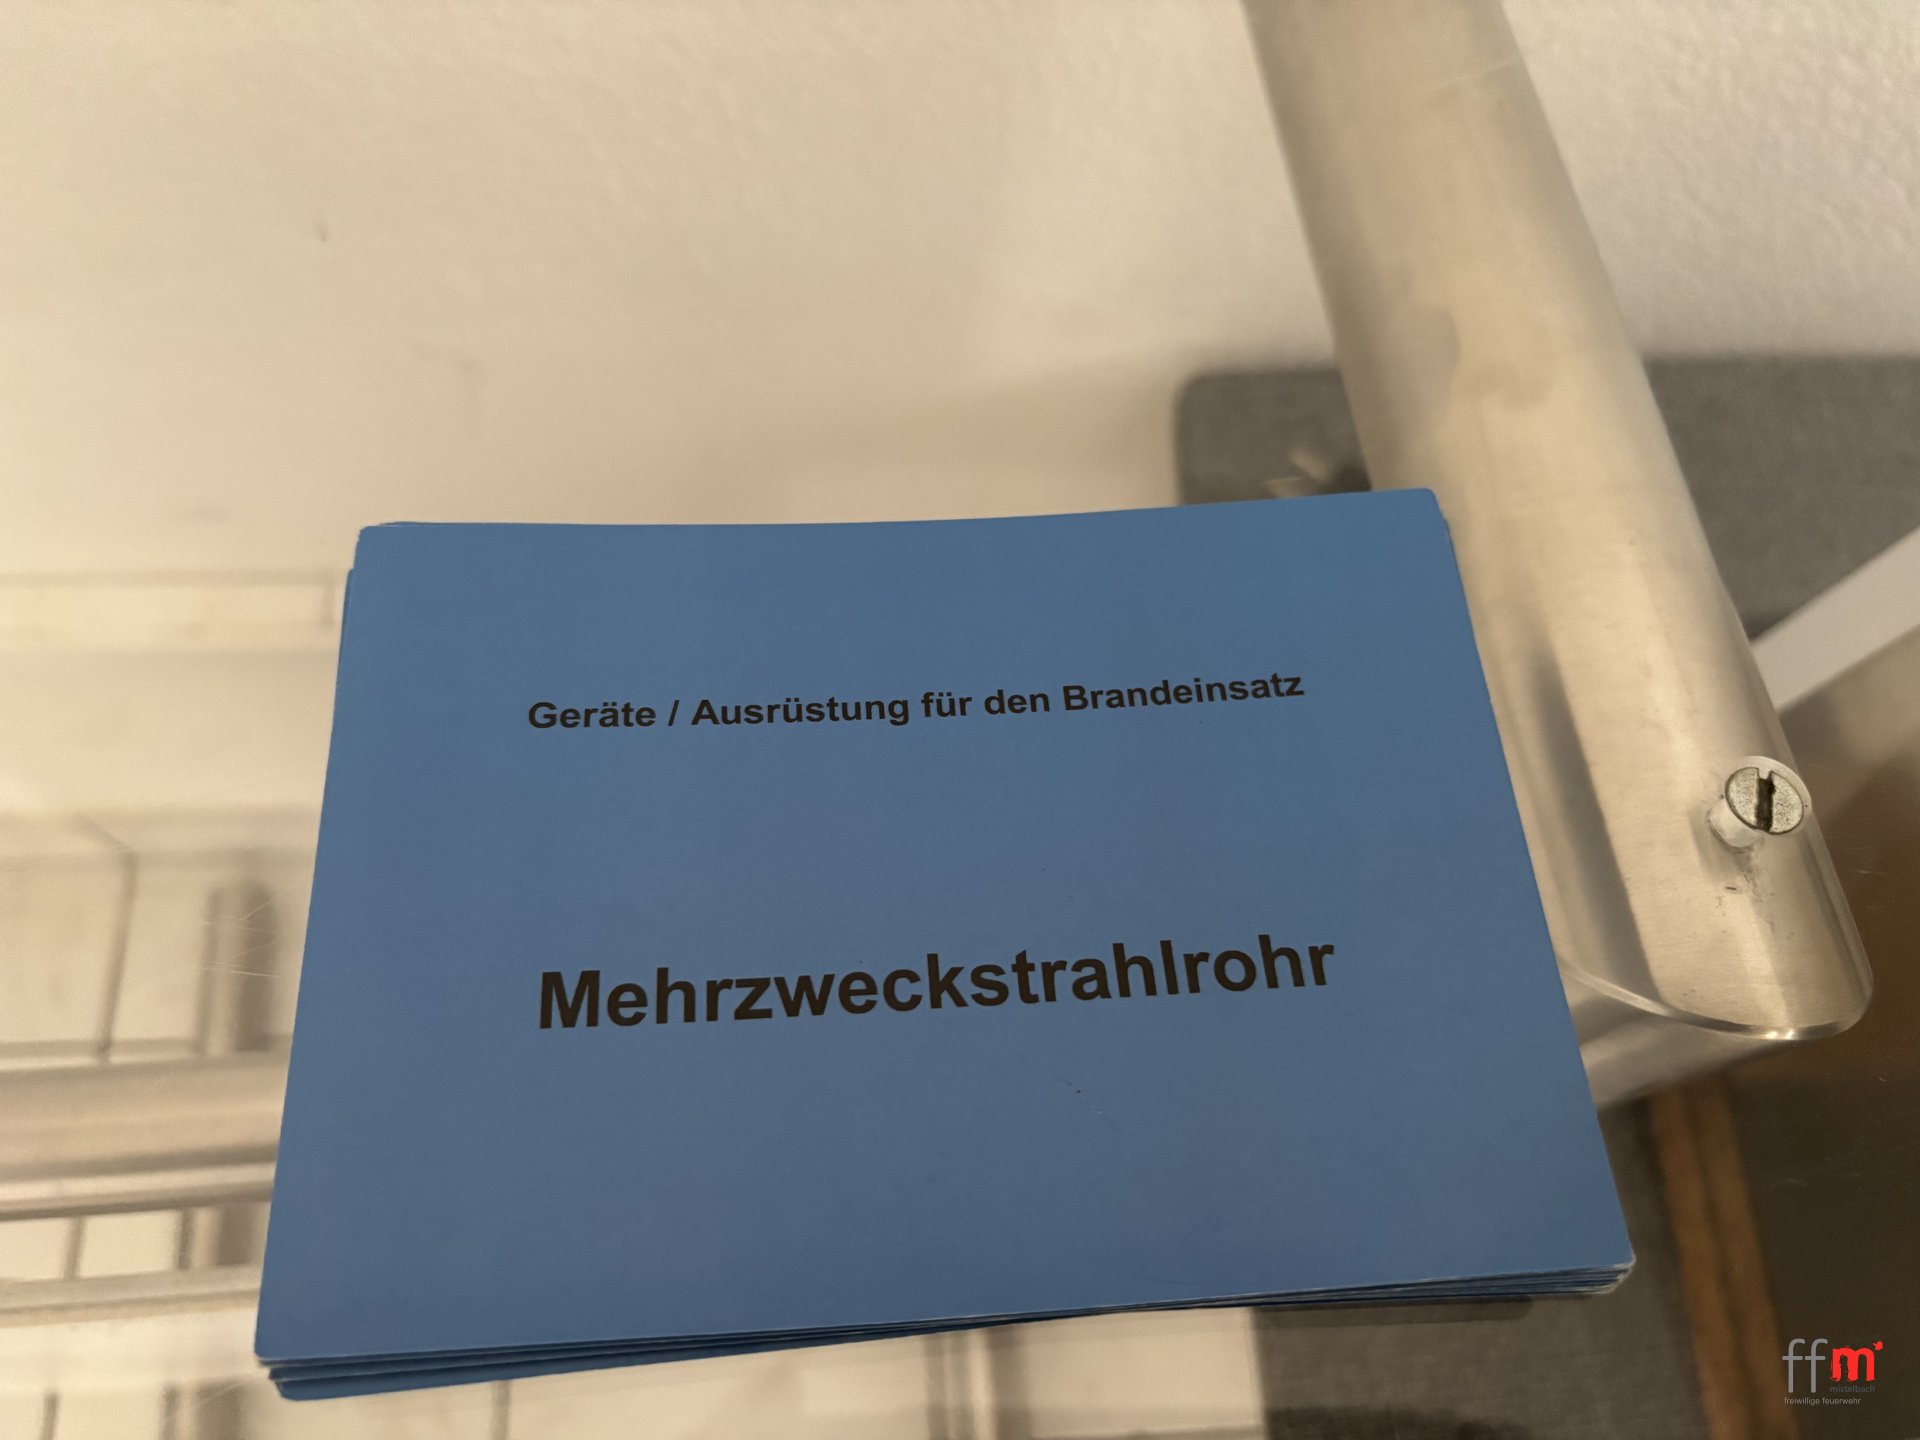 Geräte / Ausrüstung für den Brandeinsatz
Mehrzweckstrahlrohr
ffm
mistelbach
freiwillige feuerwehr